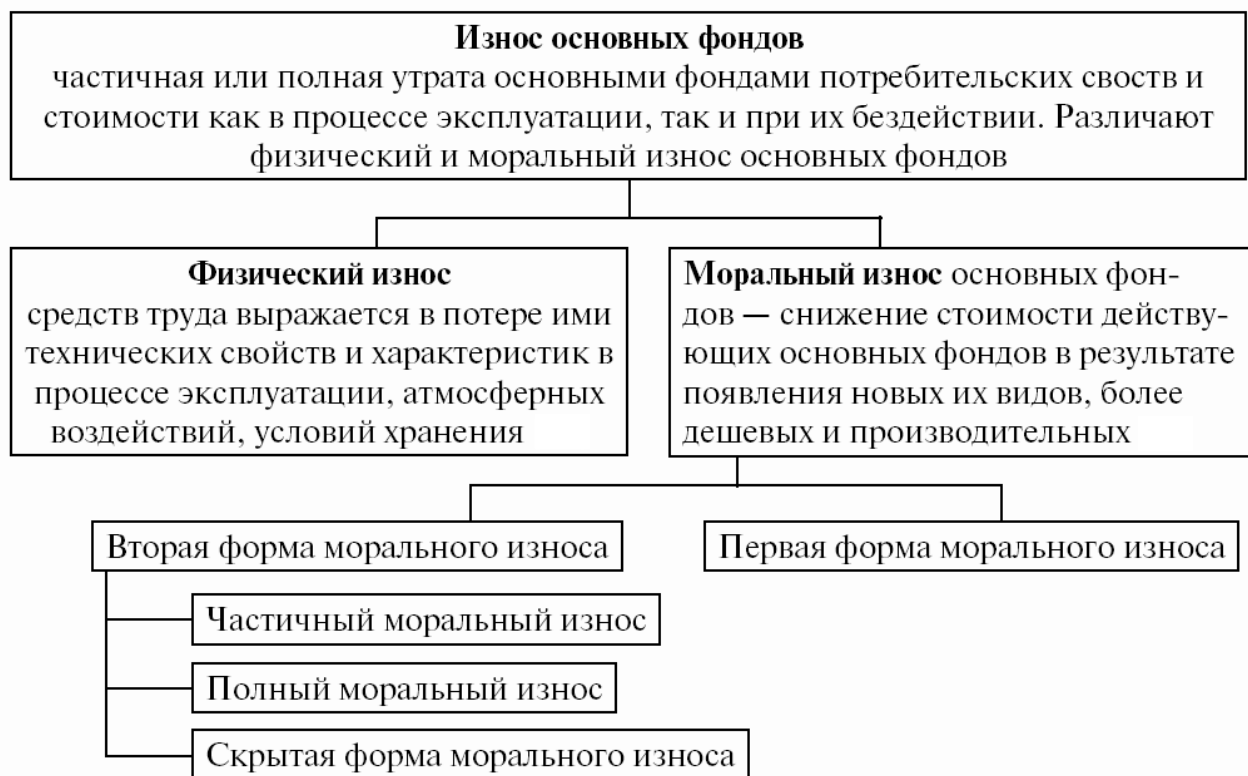 Износ основных фондов
частичная или полная утрата основными фондами потребительских своств и
стоимости как в процессе эксплуатации, так и при их бездействии. Различают
физический и моральный износ основных фондов
Физический износ
средств труда выражается в потере ими
технических свойств и характеристик в
процессе эксплуатации, атмосферных
воздействий, условий хранения
Моральный износ основных фон-
дов — снижение стоимости действу-
ющих основных фондов в результате
появления новых их видов, более
дешевых и производительных
Вторая форма морального износа
Первая форма морального износа
Частичный моральный износ
Полный моральный износ
Скрытая форма морального износа